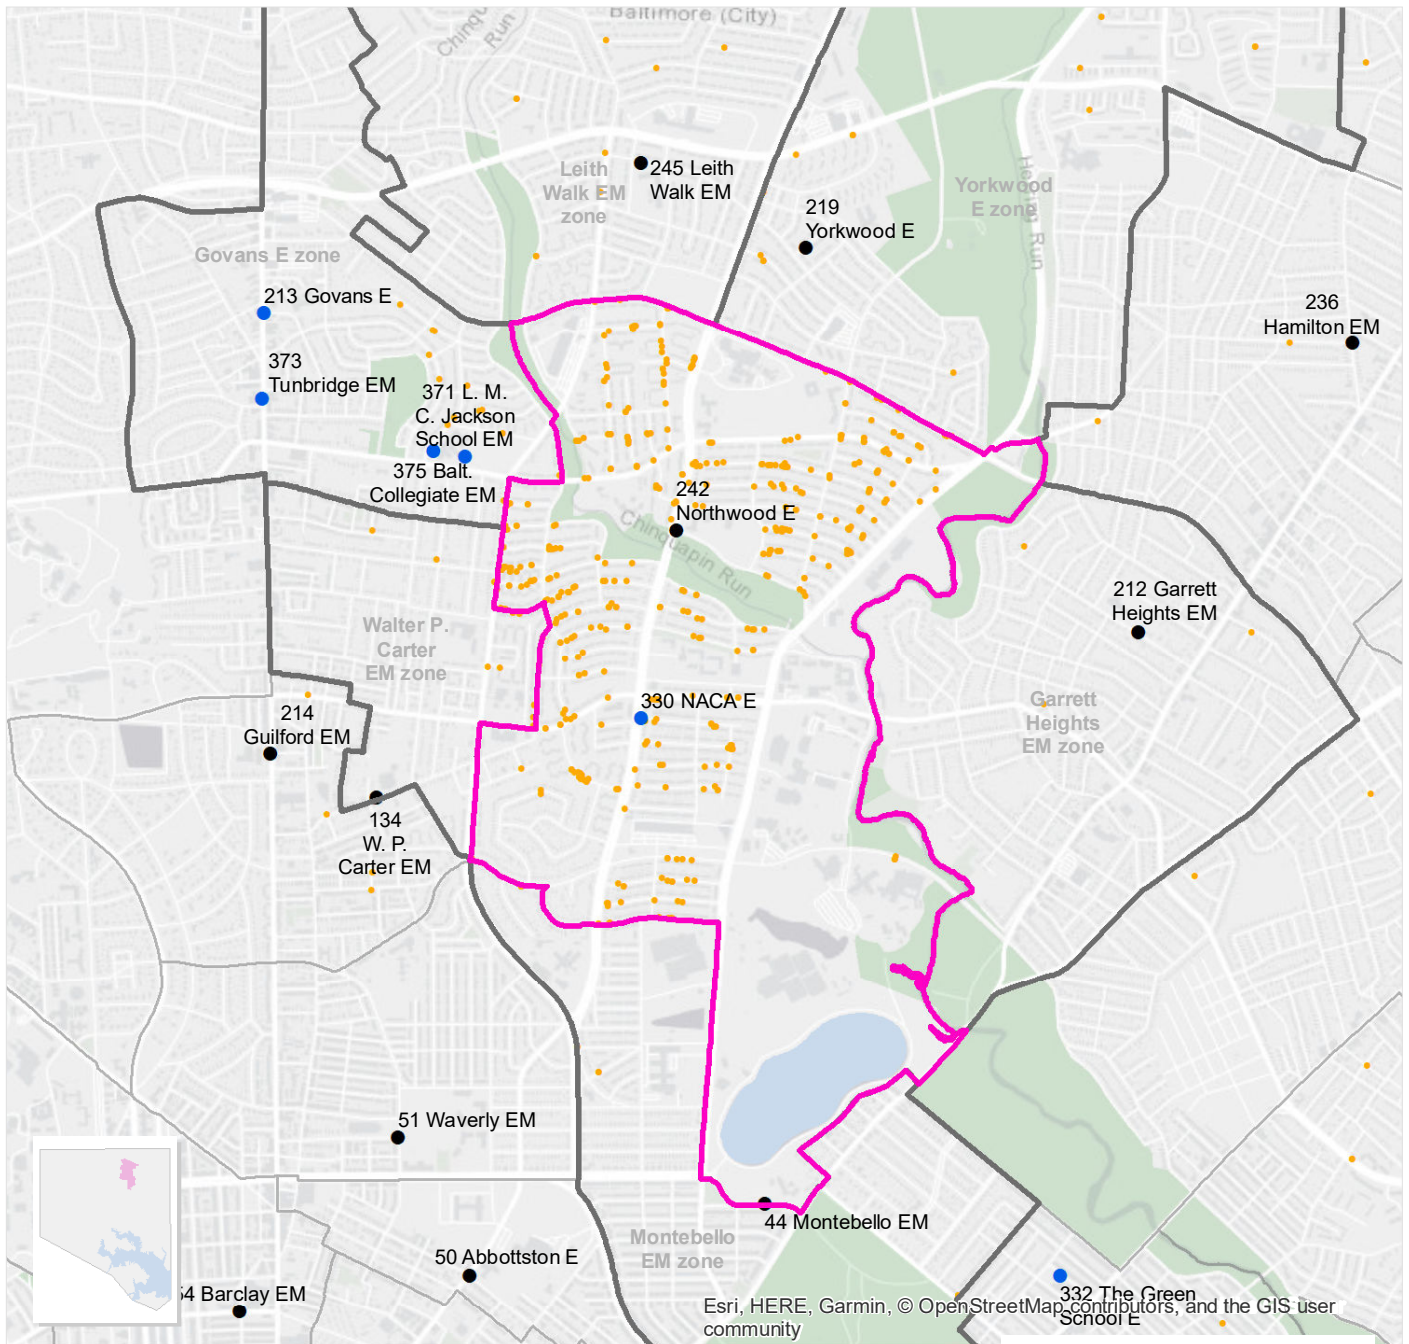 Baltimore (City)
Chinqu
Run
Leith
Walk EM
zone
245 Leith
Walk EM
Yorkwood
E zone
Herring Run
219
Yorkwood E
Govans E zone
213 Govans E
236
Hamilton EM
373
Tunbridge EM
371 L. M.
C. Jackson
School EM
375 Balt.
Collegiate EM
242
Northwood E
Chinquapin Run
212 Garrett
Heights EM
Walter P.
Carter
EM zone
330 NACA E
Garrett
Heights
EM zone
214
Guilford EM
134
W. P.
Carter EM
51 Waverly EM
44 Montebello EM
Montebello
EM zone
50 Abbottston E
54 Barclay EM
332 The Green
School E
Esri, HERE, Garmin, © OpenStreetMap contributors, and the GIS user
community